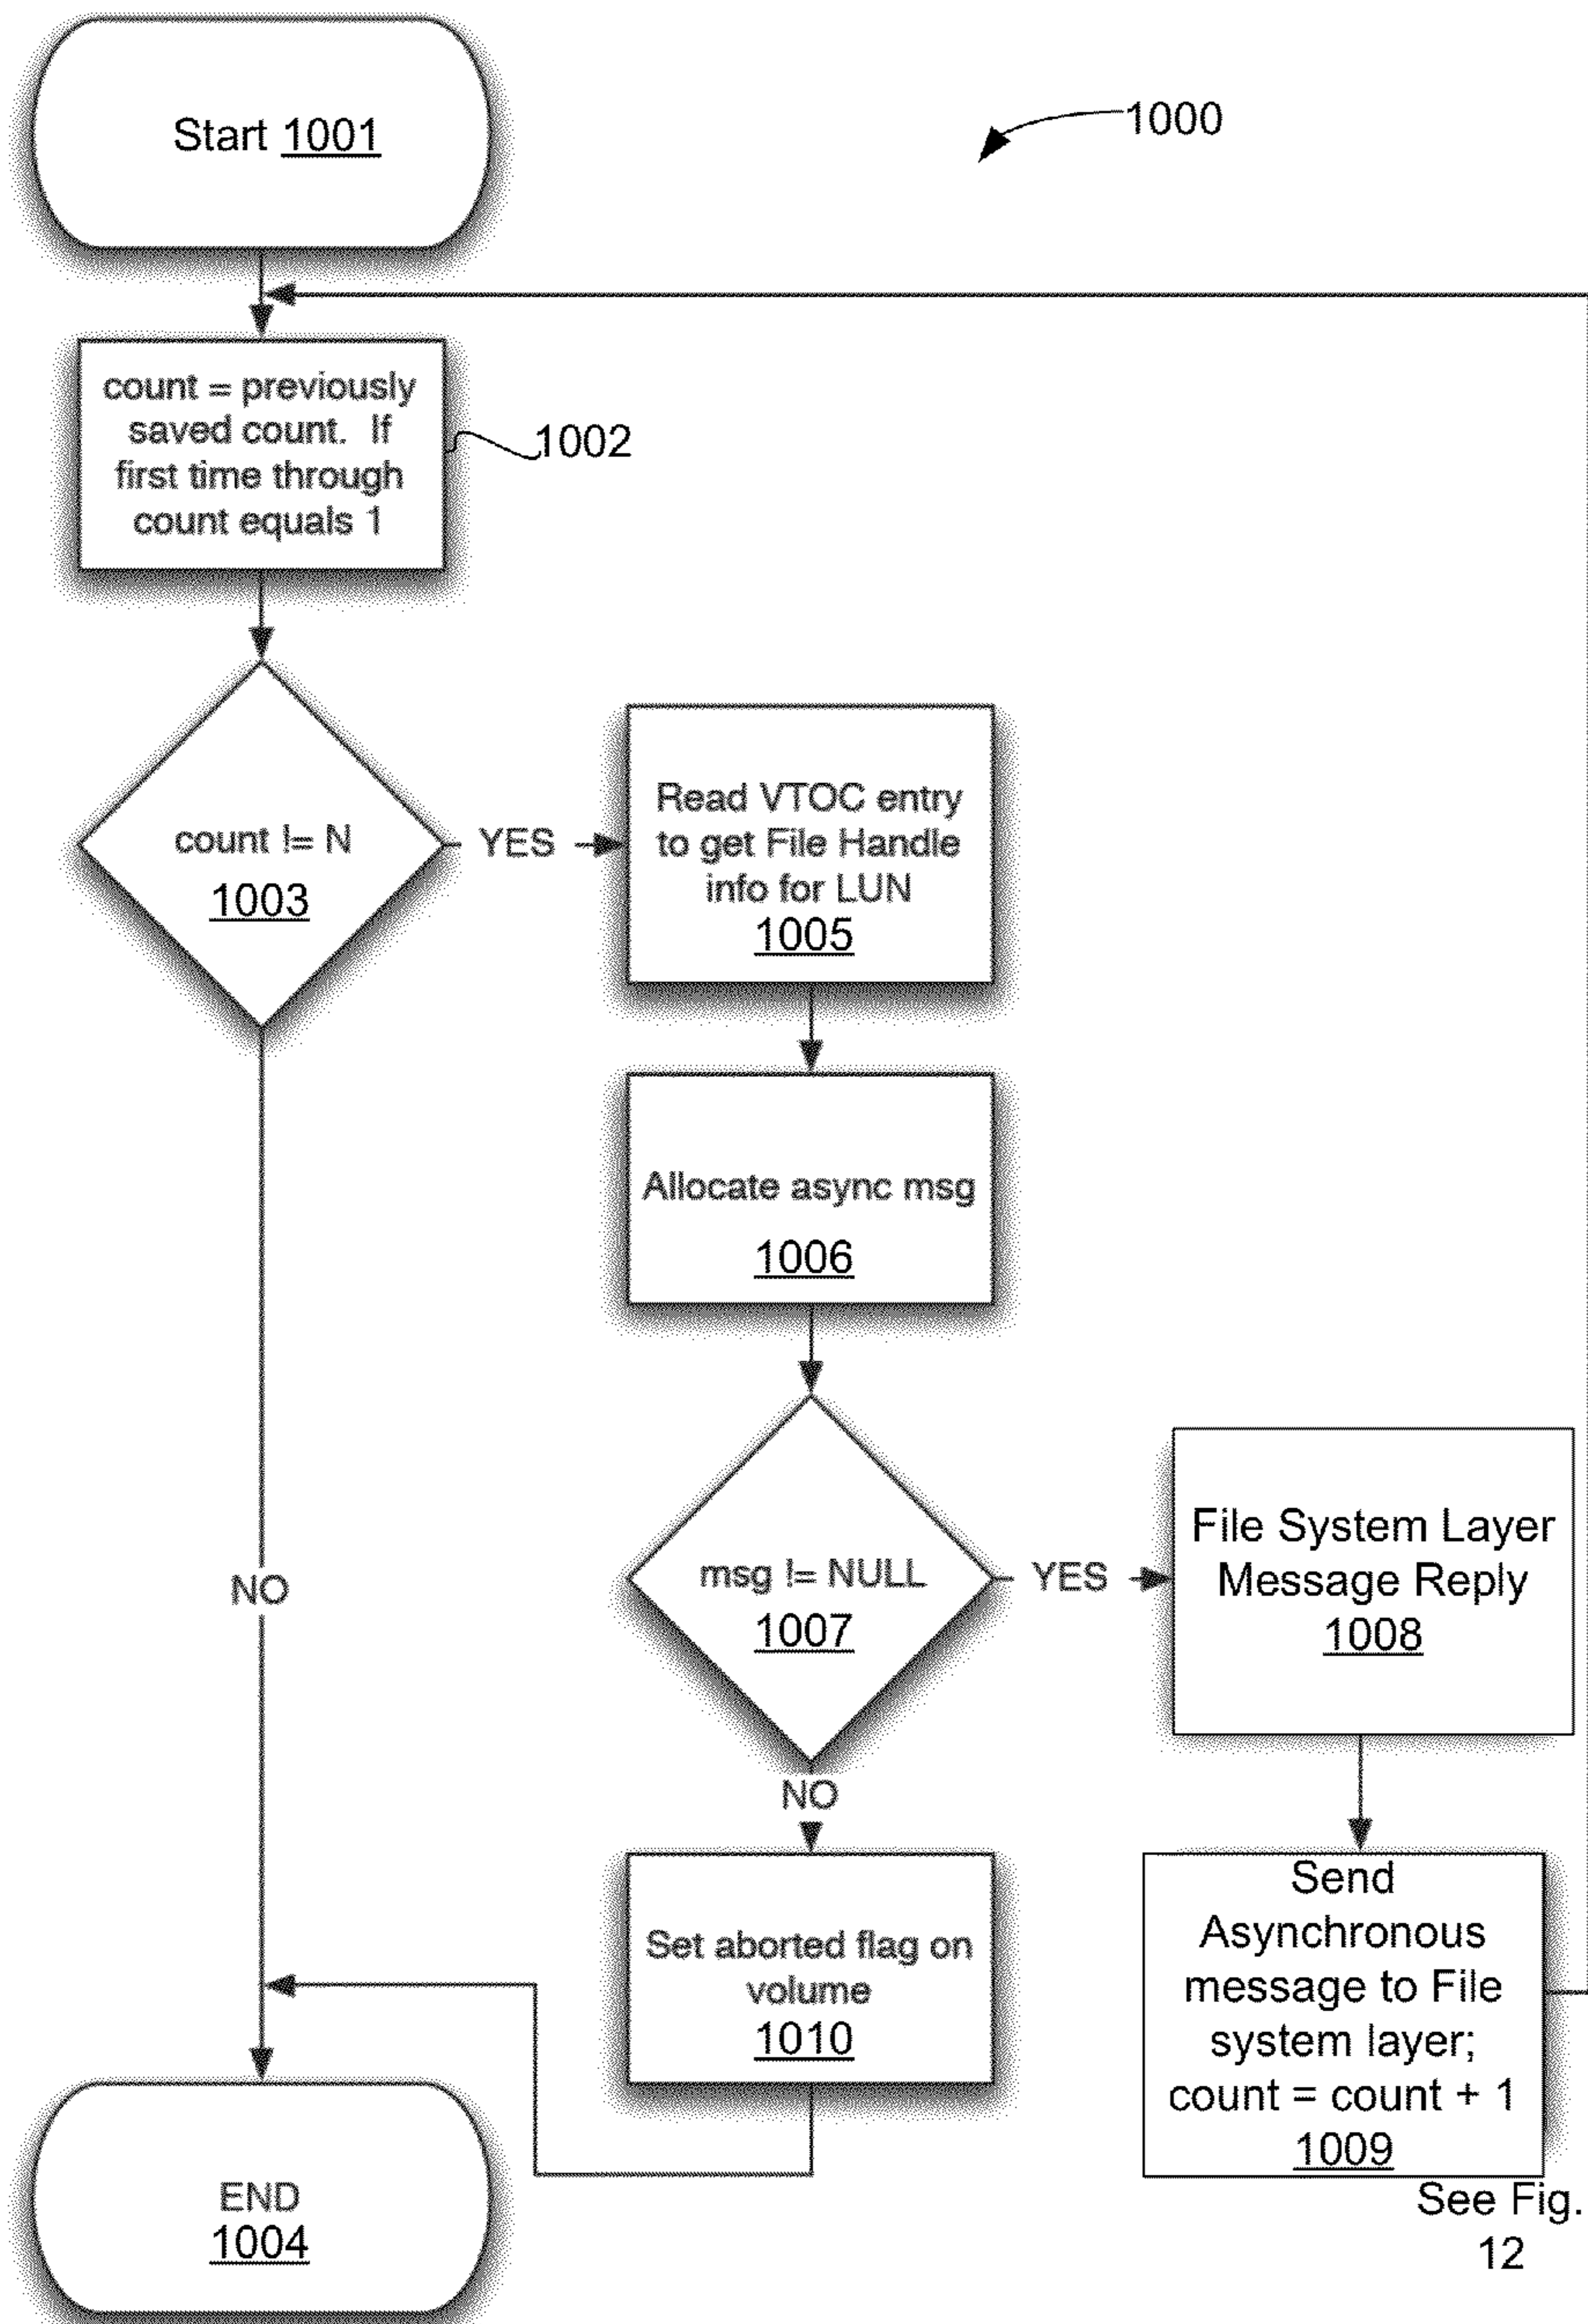 Start 1001
1000
count = previously
saved count. If
first time through
count equals 1
1002
count != N
1003
YES
Read VTOC entry
to get File Handle
info for LUN
1005
Allocate async msg
1006
msg != NULL
1007
YES
File System Layer
Message Reply
1008
NO
NO
Set aborted flag on
volume
1010
Send
Asynchronous
message to File
system layer;
count = count + 1
1009
See Fig.
12
END
1004